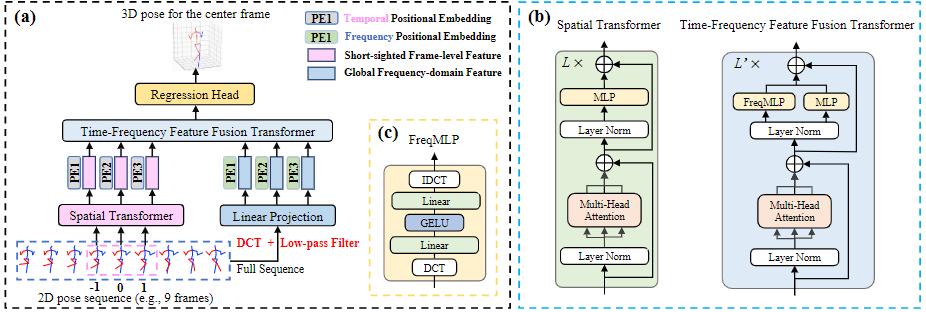 (a)
3D pose for the center frame
PE1 Temporal Positional Embedding
PE1 Frequency Positional Embedding
Short-sighted Frame-level Feature
Global Frequency-domain Feature
Regression Head
Time-Frequency Feature Fusion Transformer
PE1 PE2 PE3 PE1 PE2 PE3
Spatial Transformer
Linear Projection
DCT + Low-pass Filter
Full Sequence
-1 0 1
2D pose sequence (e.g., 9 frames)
(c)
FreqMLP
IDCT
Linear
GELU
Linear
DCT
(b)
Spatial Transformer
L ×
MLP
Layer Norm
Multi-Head
Attention
Layer Norm
Time-Frequency Feature Fusion Transformer
L' ×
FreqMLP MLP
Layer Norm
Multi-Head
Attention
Layer Norm